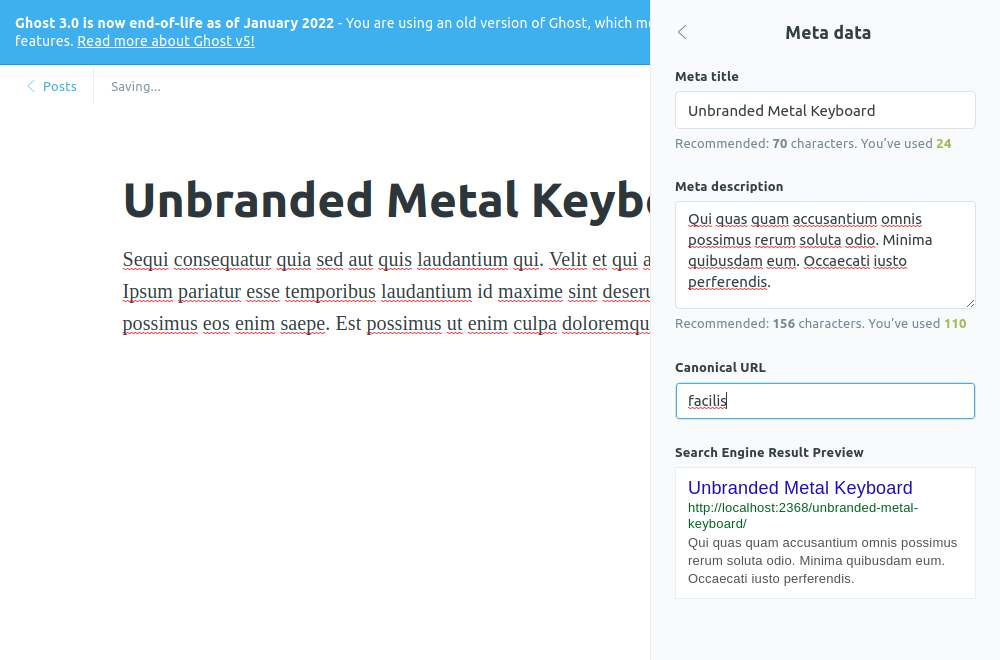 Ghost 3.0 is now end-of-life as of January 2022 - You are using an old version of Ghost, which
features. Read more about Ghost v5!
Posts
Saving...
Unbranded Metal
Sequi consequatur quia sed aut quis laudantium qui. Velit et qui
Ipsum pariatur esse temporibus laudantium id maxime sint
possimus eos enim saepe. Est possimus ut enim culpa
Meta data
Meta title
Unbranded Metal Keyboard
Recommended: 70 characters. You've used 24
Meta description
Qui quas quam accusantium omnis
possimus rerum soluta odio. Minima
quibusdam eum. Occaecati iusto
perferendis.
Recommended: 156 characters. You've used 110
Canonical URL
facilis
Search Engine Result Preview
Unbranded Metal Keyboard
http://localhost:2368/unbranded-metal-
keyboard/
Qui quas quam accusantium omnis possimus
rerum soluta odio. Minima quibusdam eum.
Occaecati iusto perferendis.